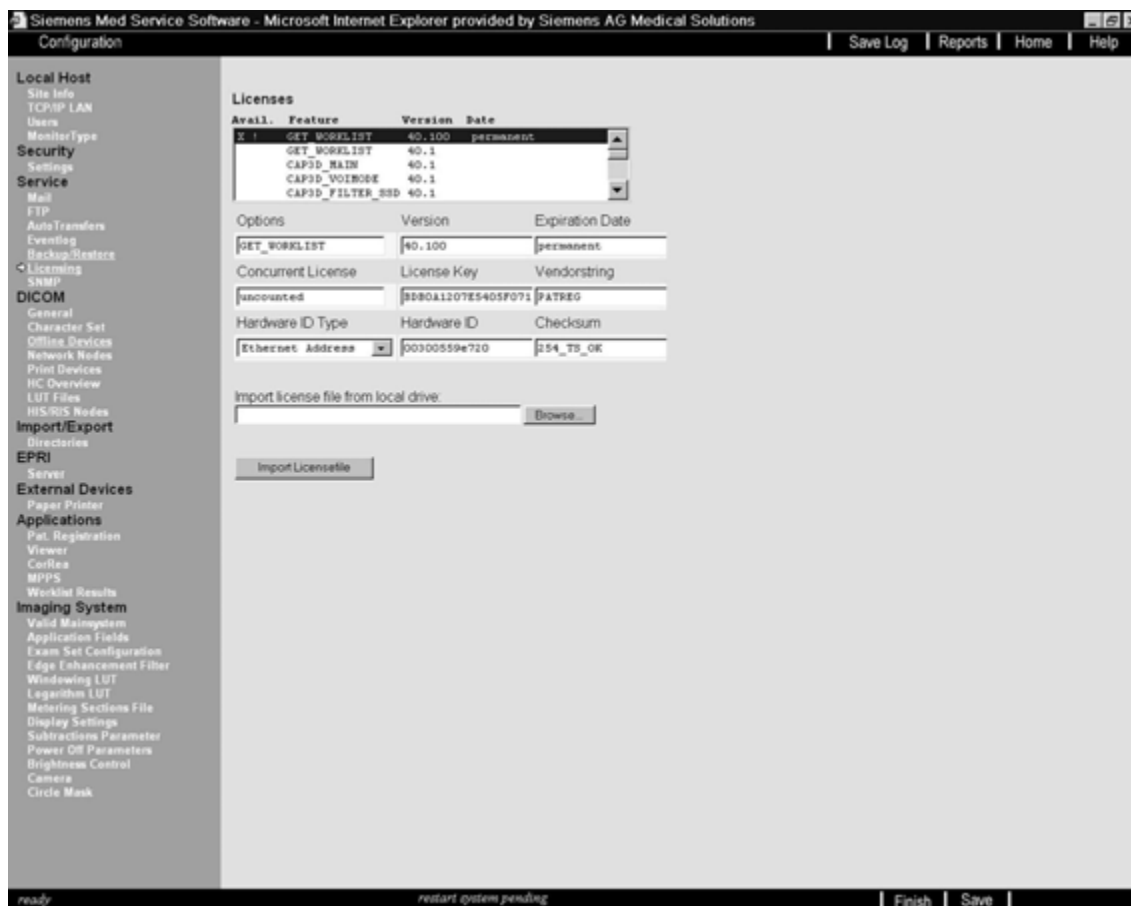 Siemens Med Service Software - Microsoft Internet Explorer provided by Siemens AG Medical Solutions
Configuration
Save Log
Reports
Home
Help
Local Host
Site Info
TCP/IP LAN
Users
MonitorType
Security
Settings
Service
Mail
FTP
AutoTransfers
Eventlog
Backup/Restore
Licensing
SNMP
DICOM
General
Character Set
Offline Devices
Network Nodes
Print Devices
HC Overview
LUT Files
HIS/RIS Nodes
Import/Export
Directories
EPRI
Server
External Devices
Paper Printer
Applications
Pat. Registration
Viewer
CorRea
MPPS
Worklist Results
Imaging System
Valid Mainsystem
Application Fields
Exam Set Configuration
Edge Enhancement Filter
Windowing LUT
Logarithm LUT
Metering Sections File
Display Settings
Subtractions Parameter
Power Off Parameters
Brightness Control
Camera
Circle Mask
Licenses
Avail. Feature Version Date
X ! GET_WORKLIST 40.100 permanent
GET_WORKLIST 40.1
CAP3D_MAIN 40.1
CAP3D_VOIMODE 40.1
CAP3D_FILTER_SSD 40.1
Options Version Expiration Date
GET_WORKLIST 40.100 permanent
Concurrent License License Key Vendorstring
uncounted BDB0A1207E5405F071 PATREG
Hardware ID Type Hardware ID Checksum
Ethernet Address 00300559e720 254_TS_OK
Import license file from local drive:
Browse...
Import Licensefile
ready
restart system pending
Finish
Save